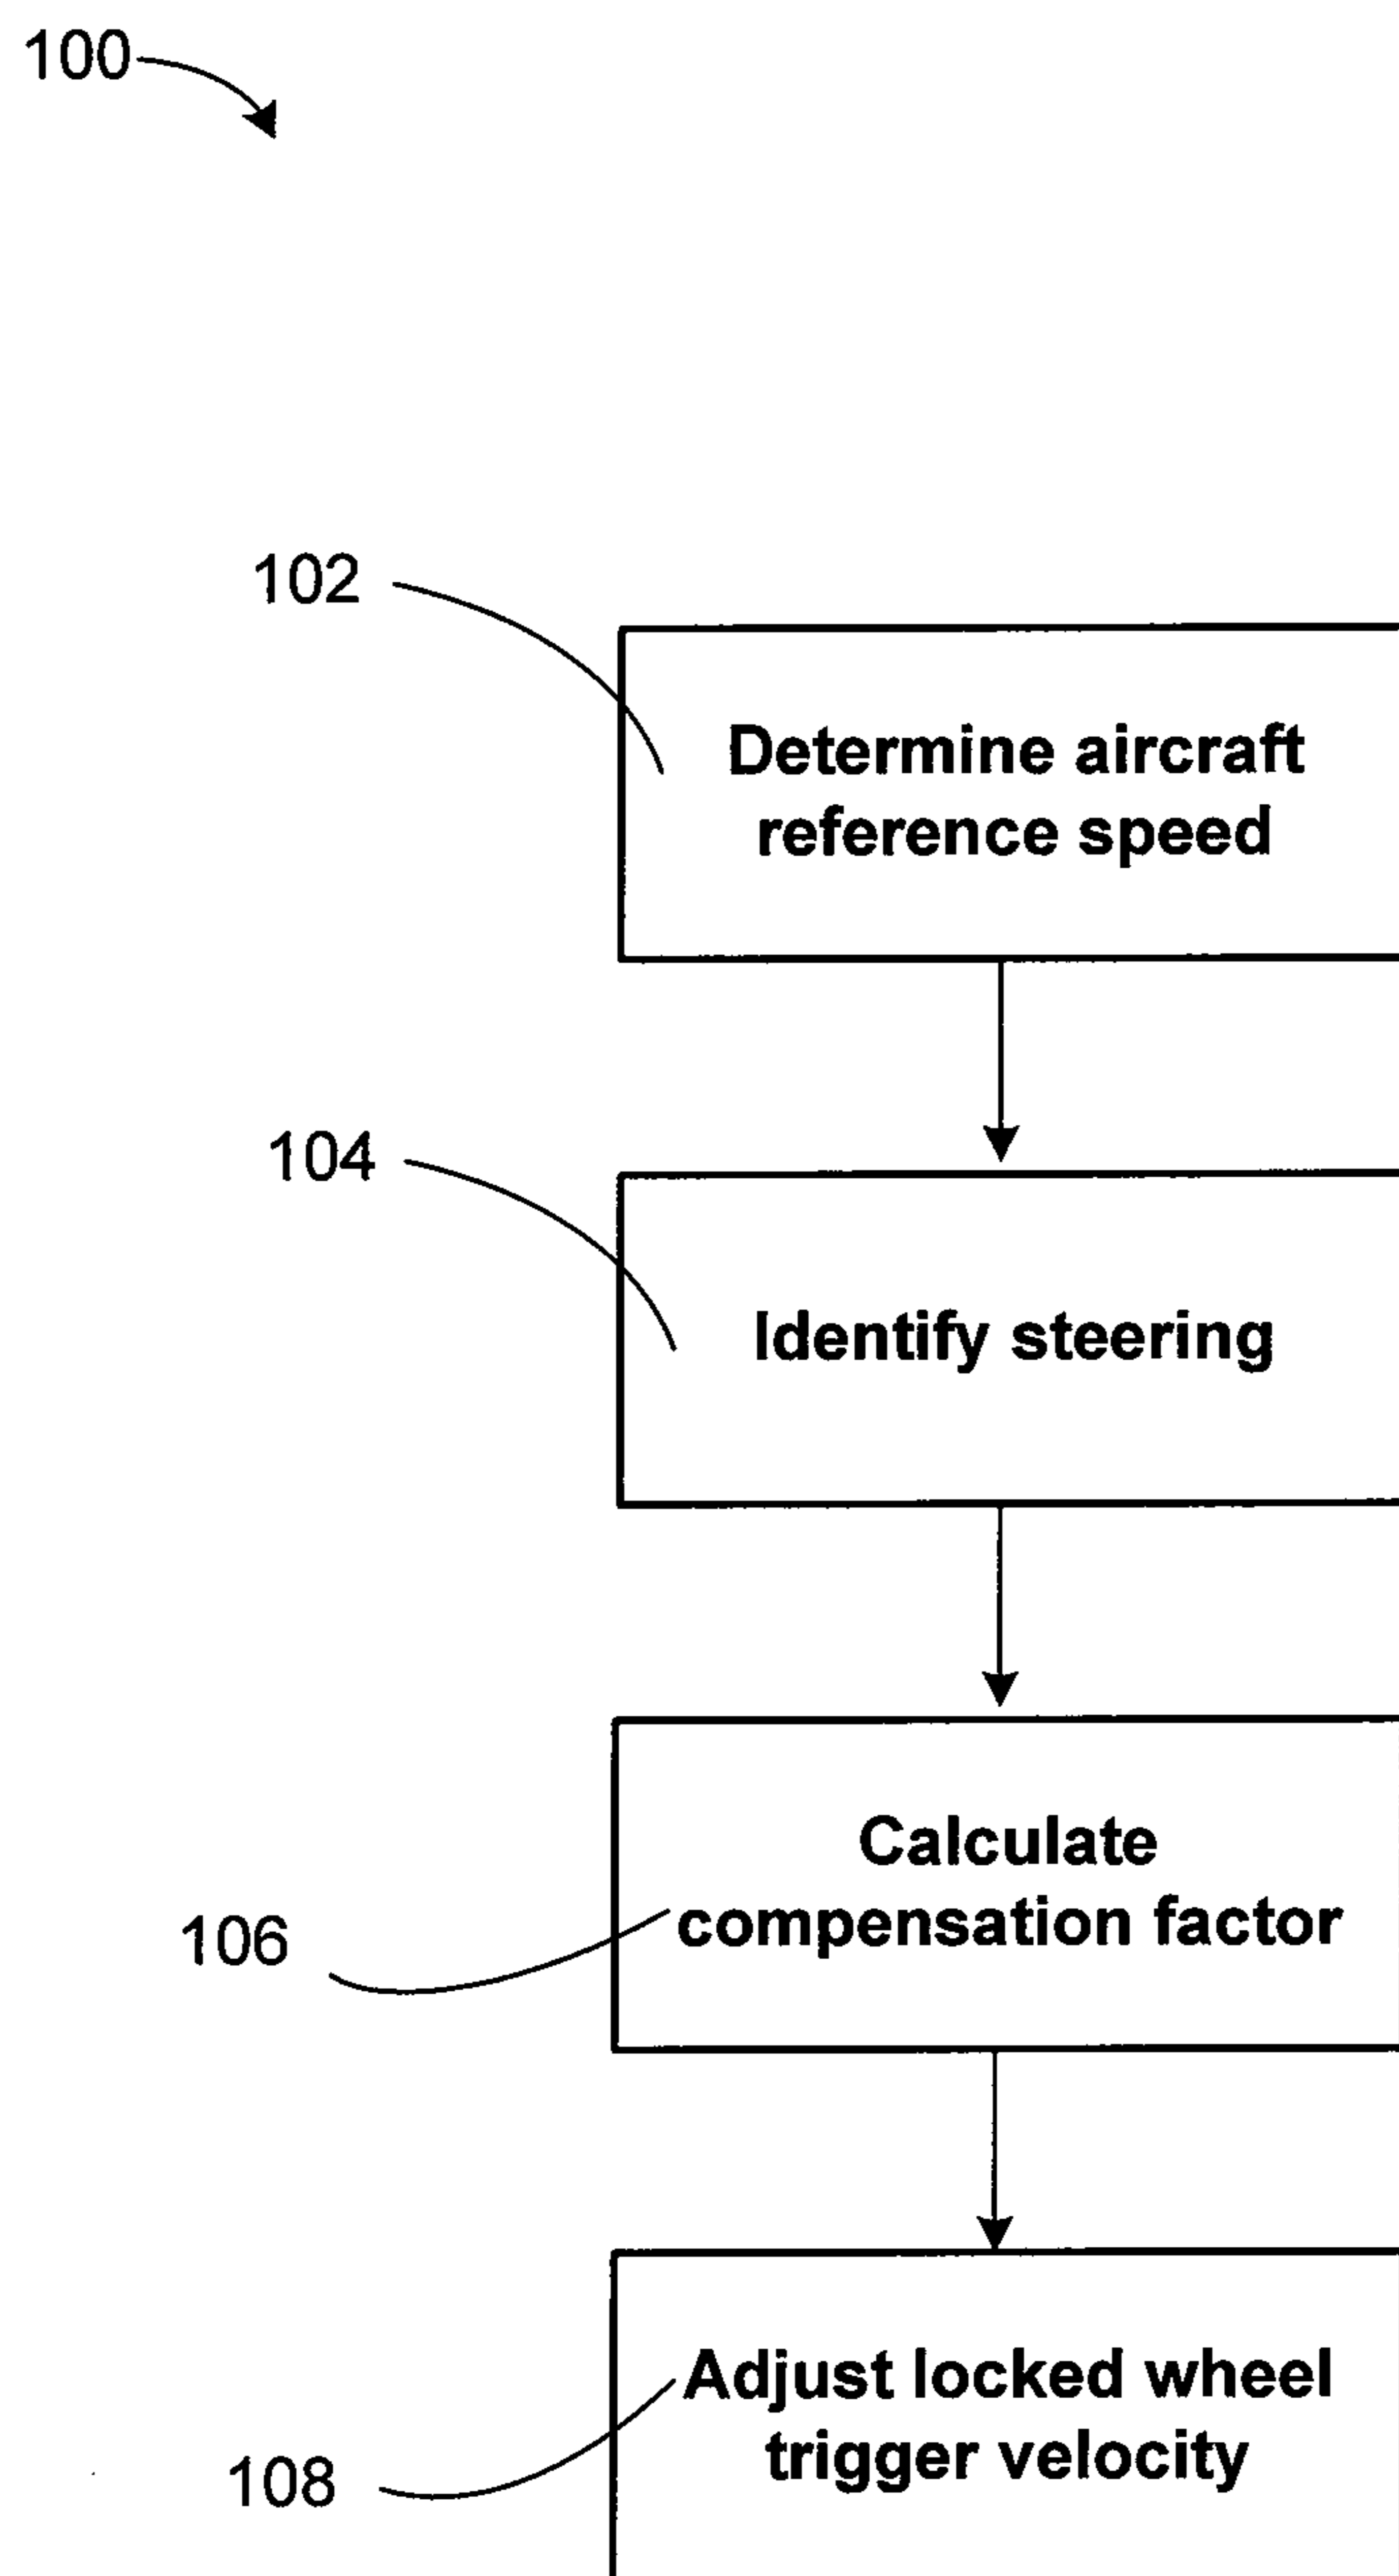 100
102
Determine aircraft
reference speed
104
Identify steering
Calculate
compensation factor
106
Adjust locked wheel
trigger velocity
108